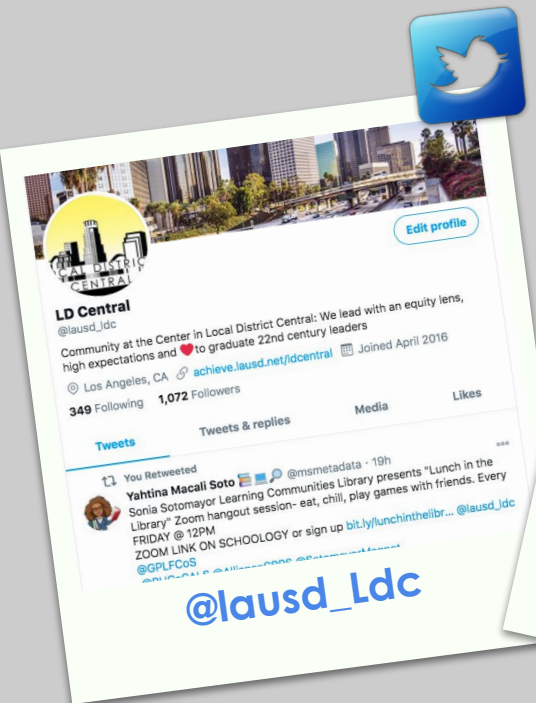 CAL DISTRIC
CENTRAL
Edit profile
LD Central
@lausd_ldc
Community at the Center in Local District Central: We lead with an equity lens,
high expectations and ❤️to graduate 22nd century leaders
Los Angeles, CA achieve.lausd.net/ldcentral Joined April 2016
349 Following 1,072 Followers
Tweets Tweets & replies Media Likes
You Retweeted
Yahtina Macali Soto 📚💻🔎 @msmetadata · 19h
Sonia Sotomayor Learning Communities Library presents "Lunch in the
Library" Zoom hangout session- eat, chill, play games with friends. Every
FRIDAY @ 12PM
ZOOM LINK ON SCHOOLOGY or sign up bit.ly/lunchinthelibr... @lausd_ldc
@GPLFCoS
@lausd_Ldc